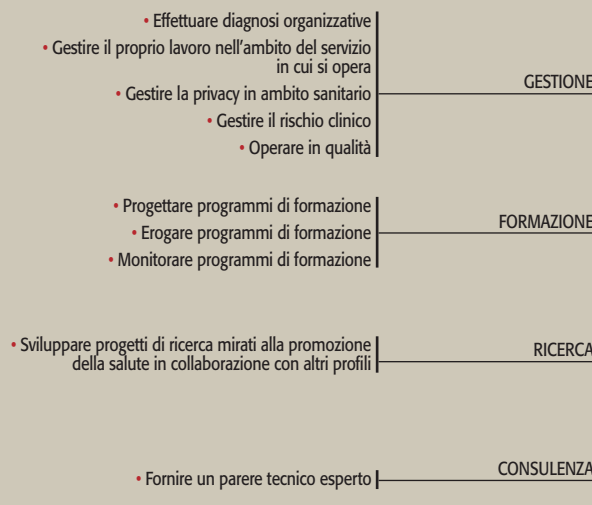 • Effettuare diagnosi organizzative
• Gestire il proprio lavoro nell'ambito del servizio
in cui si opera
• Gestire la privacy in ambito sanitario
• Gestire il rischio clinico
• Operare in qualità
GESTIONE
• Progettare programmi di formazione
• Erogare programmi di formazione
• Monitorare programmi di formazione
FORMAZIONE
• Sviluppare progetti di ricerca mirati alla promozione
della salute in collaborazione con altri profili
RICERCA
• Fornire un parere tecnico esperto
CONSULENZA